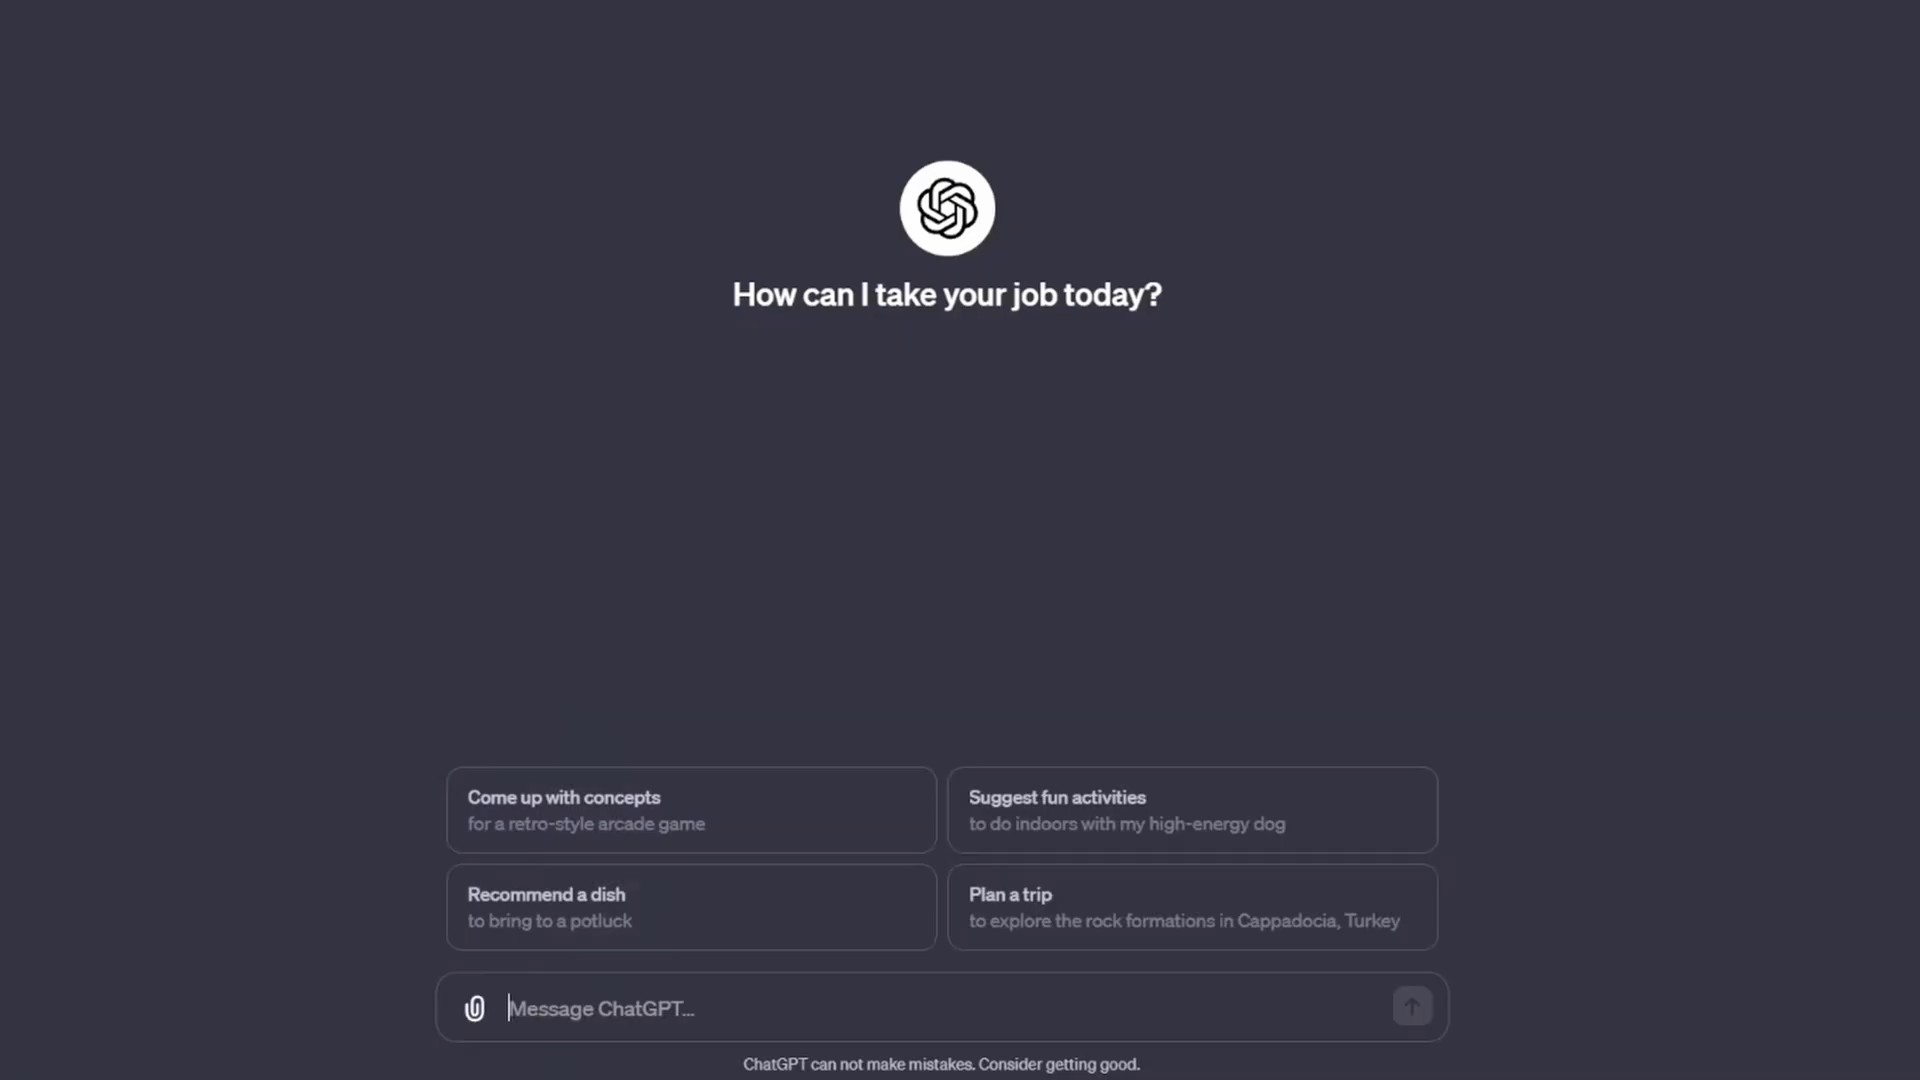 How can I take your job today?
Come up with concepts
for a retro-style arcade game
Suggest fun activities
to do indoors with my high-energy dog
Recommend a dish
to bring to a potluck
Plan a trip
to explore the rock formations in Cappadocia, Turkey
Message ChatGPT...
ChatGPT can not make mistakes. Consider getting good.